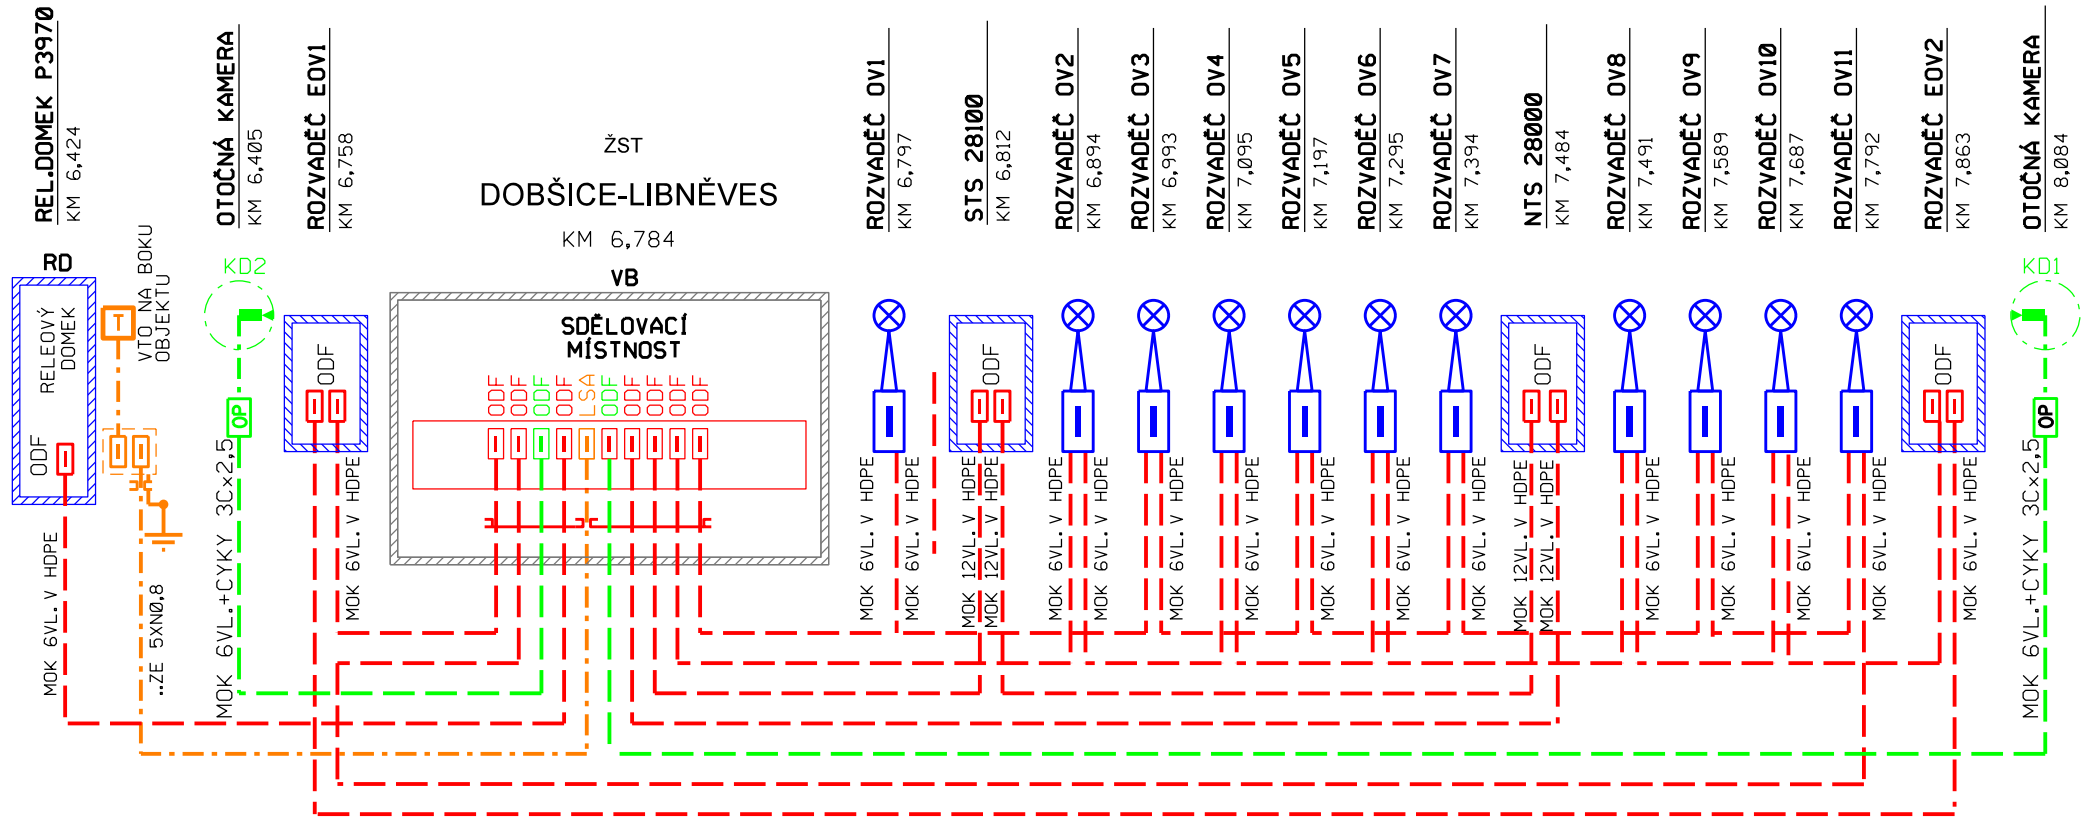 REL.DOMEK P3970
KM 6,424
OTOČNÁ KAMERA
KM 6,405
ROZVADĚČ EOV1
KM 6,758
ŽST
DOBŠICE-LIBNĚVES
KM 6,784
VB
ROZVADĚČ OV1
KM 6,797
STS 28100
KM 6,812
ROZVADĚČ OV2
KM 6,894
ROZVADĚČ OV3
KM 6,993
ROZVADĚČ OV4
KM 7,095
ROZVADĚČ OV5
KM 7,197
ROZVADĚČ OV6
KM 7,295
ROZVADĚČ OV7
KM 7,394
NTS 28000
KM 7,484
ROZVADĚČ OV8
KM 7,491
ROZVADĚČ OV9
KM 7,589
ROZVADĚČ OV10
KM 7,687
ROZVADĚČ OV11
KM 7,792
ROZVADĚČ EOV2
KM 7,863
OTOČNÁ KAMERA
KM 8,084
RD
RELEOVÝ
DOMEK
ODF
T
VTO NA BOKU
OBJEKTU
KD2
OP
ODF
SDĚLOVACÍ
MÍSTNOST
ODF
ODF
ODF
ODF
LSA
ODF
ODF
ODF
ODF
ODF
ODF
ODF
ODF
KD1
OP
MOK 6VL.V HDPE
..ZE 5XN0,8
MOK 6VL.+CYKY 3C×2,5
MOK 6VL.V HDPE
MOK 6VL.V HDPE
MOK 6VL.V HDPE
MOK 12VL.V HDPE
MOK 12VL.V HDPE
MOK 6VL.V HDPE
MOK 6VL.V HDPE
MOK 6VL.V HDPE
MOK 6VL.V HDPE
MOK 6VL.V HDPE
MOK 6VL.V HDPE
MOK 12VL.V HDPE
MOK 12VL.V HDPE
MOK 6VL.V HDPE
MOK 6VL.V HDPE
MOK 6VL.V HDPE
MOK 6VL.V HDPE
MOK 6VL.V HDPE
MOK 6VL.+CYKY 3C×2,5